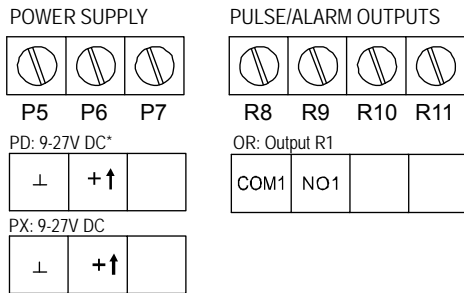 POWER SUPPLY
P5 P6 P7
PD: 9-27V DC*
⊥ +↑
PX: 9-27V DC
⊥ +↑
PULSE/ALARM OUTPUTS
R8 R9 R10 R11
OR: Output R1
COM1 NO1